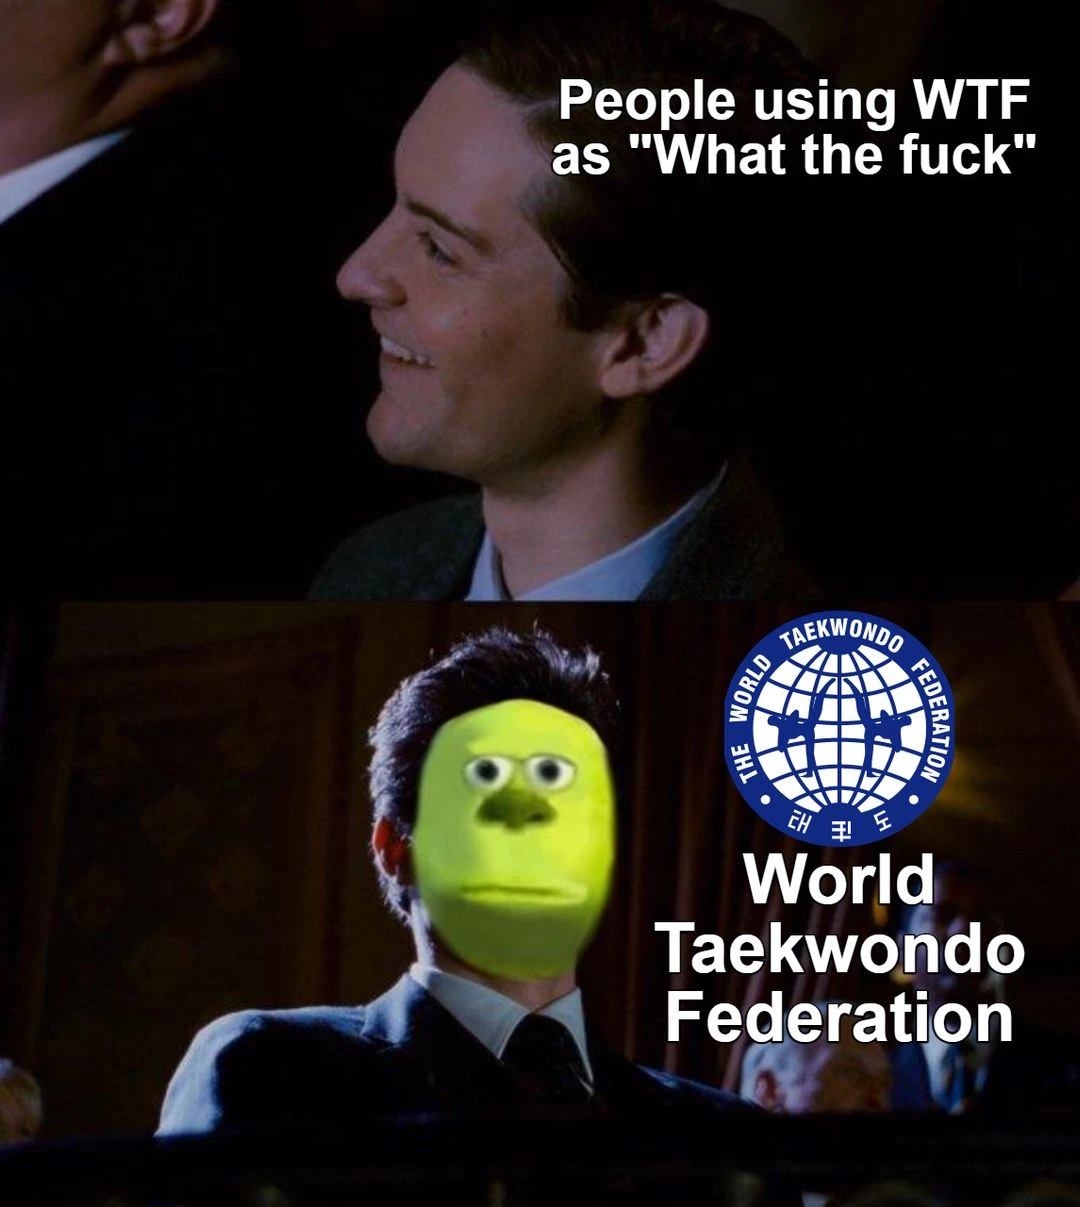 People using WTF
as "What the fuck"
THE WORLD TAEKWONDO FEDERATION
태 권 도
World
Taekwondo
Federation